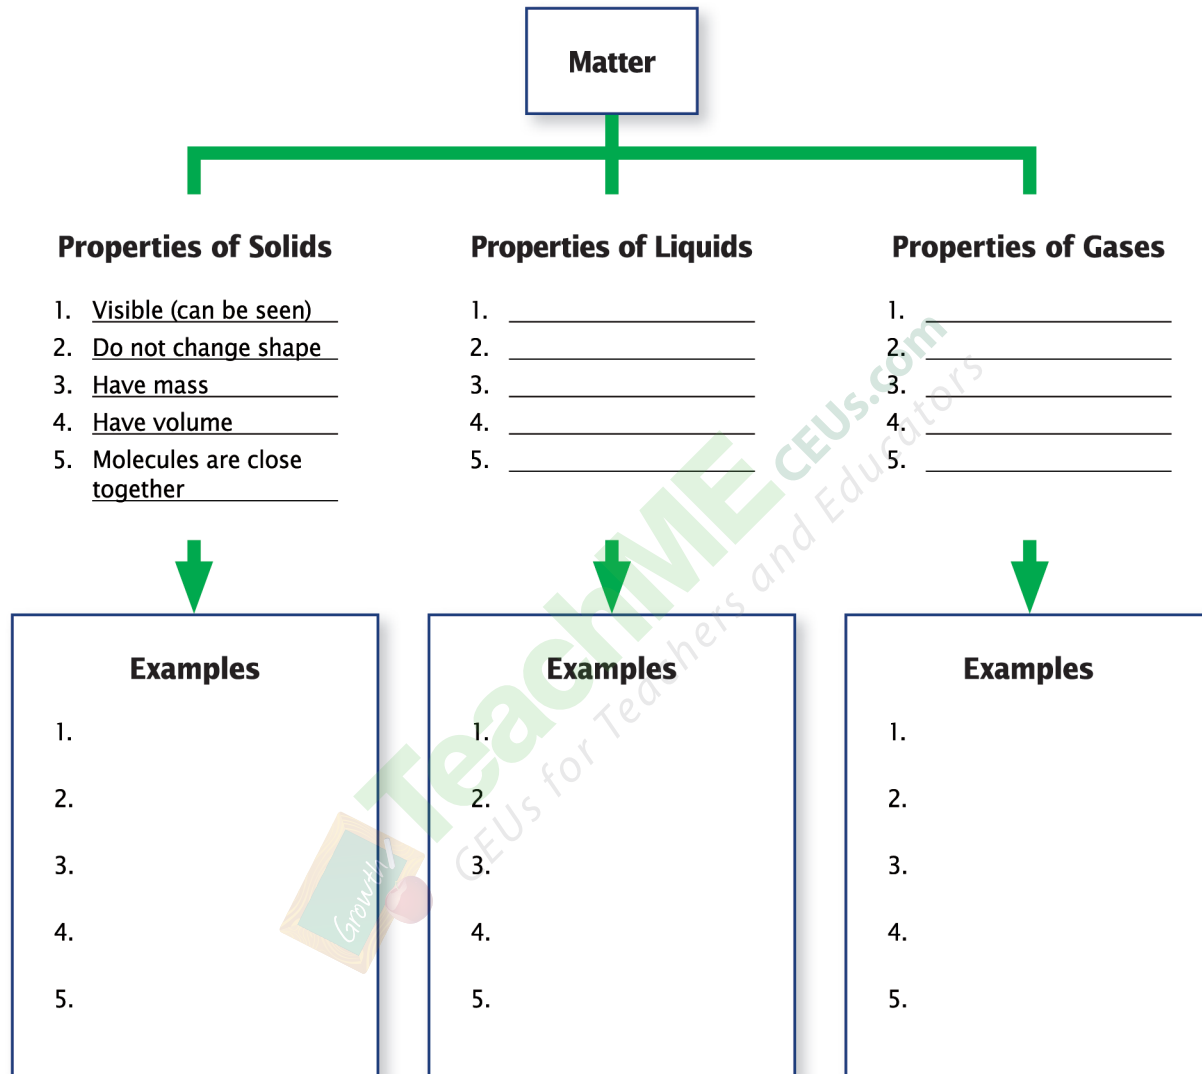 Matter
Properties of Solids
1. Visible (can be seen)
2. Do not change shape
3. Have mass
4. Have volume
5. Molecules are close
together
Properties of Liquids
1.
2.
3.
4.
5.
Properties of Gases
1.
2.
3.
4.
5.
Examples
1.
2.
3.
4.
5.
Examples
1.
2.
3.
4.
5.
Examples
1.
2.
3.
4.
5.
TeachME CEUs.com
CEUs for Teachers and Educators
Growth!